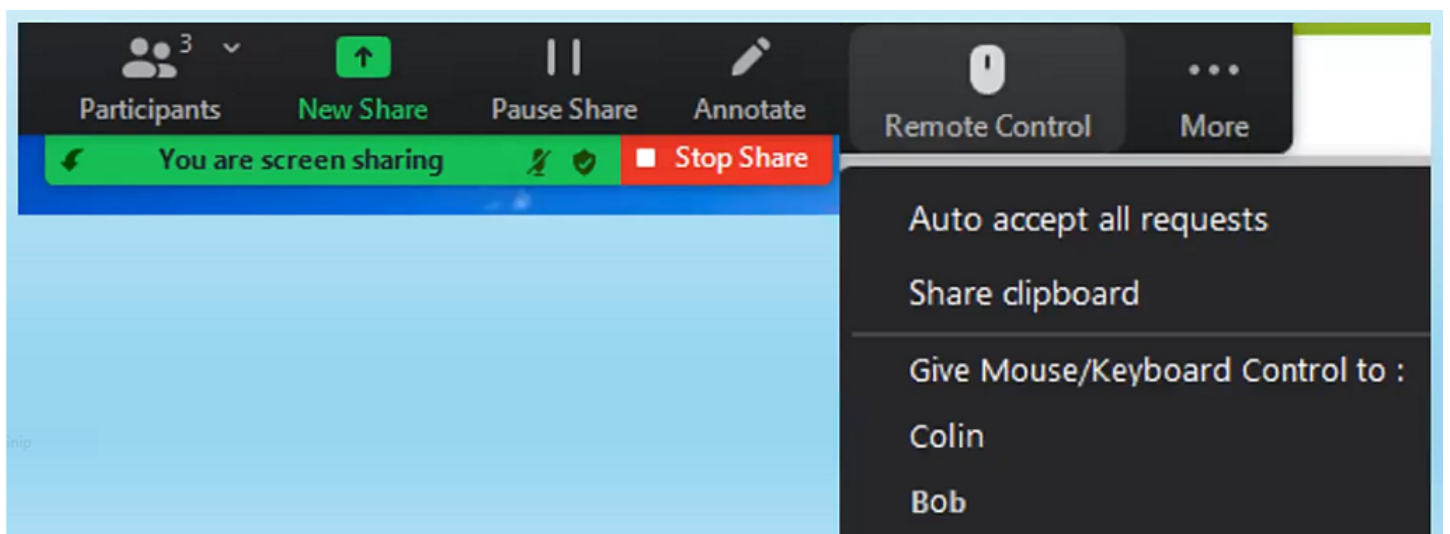 3
Participants
New Share
Pause Share
Annotate
Remote Control
More
You are screen sharing
Stop Share
Auto accept all requests
Share clipboard
Give Mouse/Keyboard Control to :
Colin
Bob